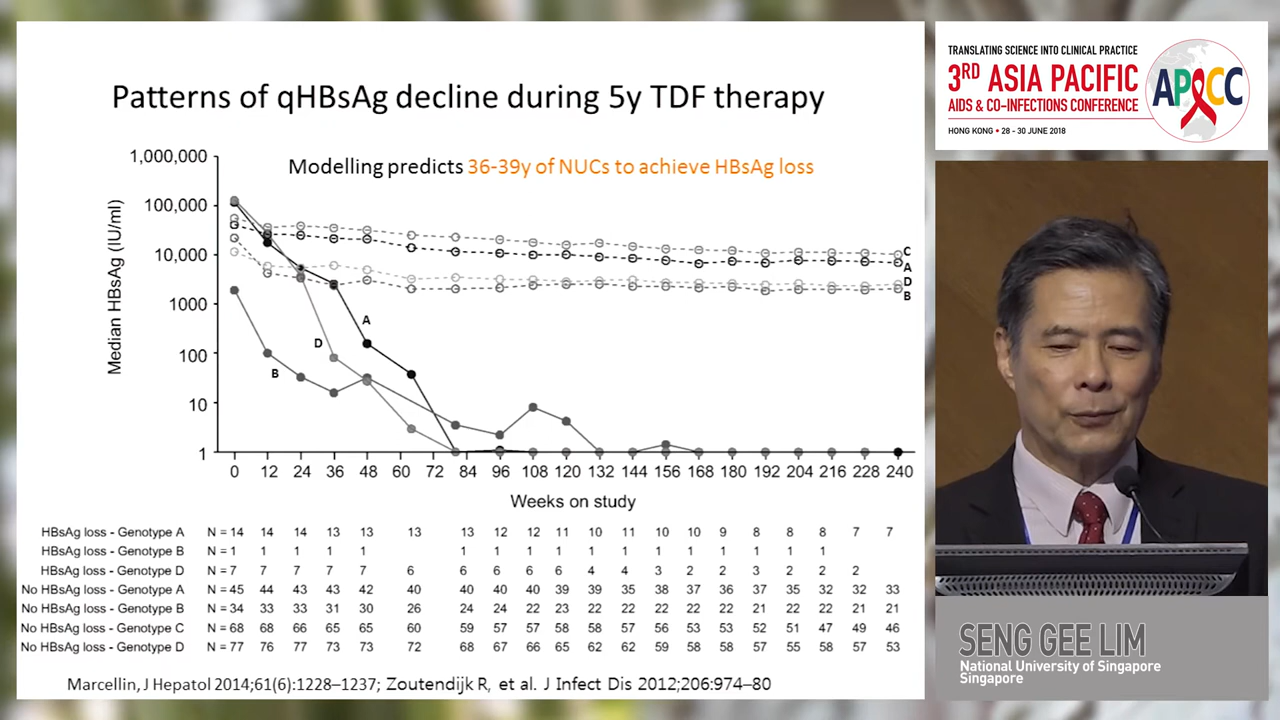 Patterns of qHBsAg decline during 5y TDF therapy
Modelling predicts 36-39y of NUCs to achieve HBsAg loss
Median HBsAg (IU/ml)
1,000,000
100,000
10,000
1000
100
10
1
C
A
D
B
A
D
B
0 12 24 36 48 60 72 84 96 108 120 132 144 156 168 180 192 204 216 228 240
Weeks on study
HBsAg loss - Genotype A N = 14 14 14 13 13 13 13 12 12 11 10 11 10 10 9 8 8 8 7 7
HBsAg loss - Genotype B N = 1 1 1 1 1 1 1 1 1 1 1 1 1 1 1 1 1
HBsAg loss - Genotype D N = 7 7 7 7 7 6 6 6 6 6 4 4 3 2 2 3 2 2 2
No HBsAg loss - Genotype A N = 45 44 43 43 42 40 40 40 40 39 39 35 38 37 36 37 35 32 32 33
No HBsAg loss - Genotype B N = 34 33 33 31 30 26 24 24 22 23 22 22 22 22 22 21 22 22 21 21
No HBsAg loss - Genotype C N = 68 68 66 65 65 60 59 57 57 58 58 57 56 53 53 52 51 47 49 46
No HBsAg loss - Genotype D N = 77 76 77 73 73 72 68 67 66 65 62 62 59 58 58 57 55 58 57 53
Marcellin, J Hepatol 2014;61(6):1228–1237; Zoutendijk R, et al. J Infect Dis 2012;206:974–80
TRANSLATING SCIENCE INTO CLINICAL PRACTICE
3RD ASIA PACIFIC
AIDS & CO-INFECTIONS CONFERENCE
HONG KONG • 28 - 30 JUNE 2018
APACC
SENG GEE LIM
National University of Singapore
Singapore